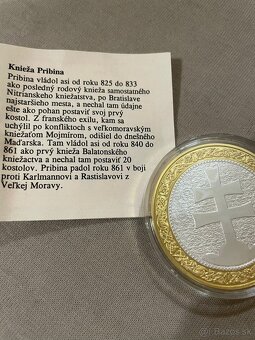 Knieža Pribina
Pribina vládol asi od roku 825 do 833
ako posledný rodový knieža samostatného
Nitrianskeho kniežatstva, po Bratislave
najstaršieho mesta, a nechal tam údajne
ešte ako pohan postaviť svoj prvý
kostol. Z franského exilu, kam sa
uchýlil po konfliktoch s veľkomoravským
kniežaťom Mojmírom, odišiel do dnešného
Maďarska. Tam vládol asi od roku 840 do
861 ako prvý knieža Balatonského
kniežactva a nechal tam postaviť 20
kostolov. Pribina padol roku 861 v boji
proti Karlmannovi a Rastislavovi z
Veľkej Moravy.
bazos.sk